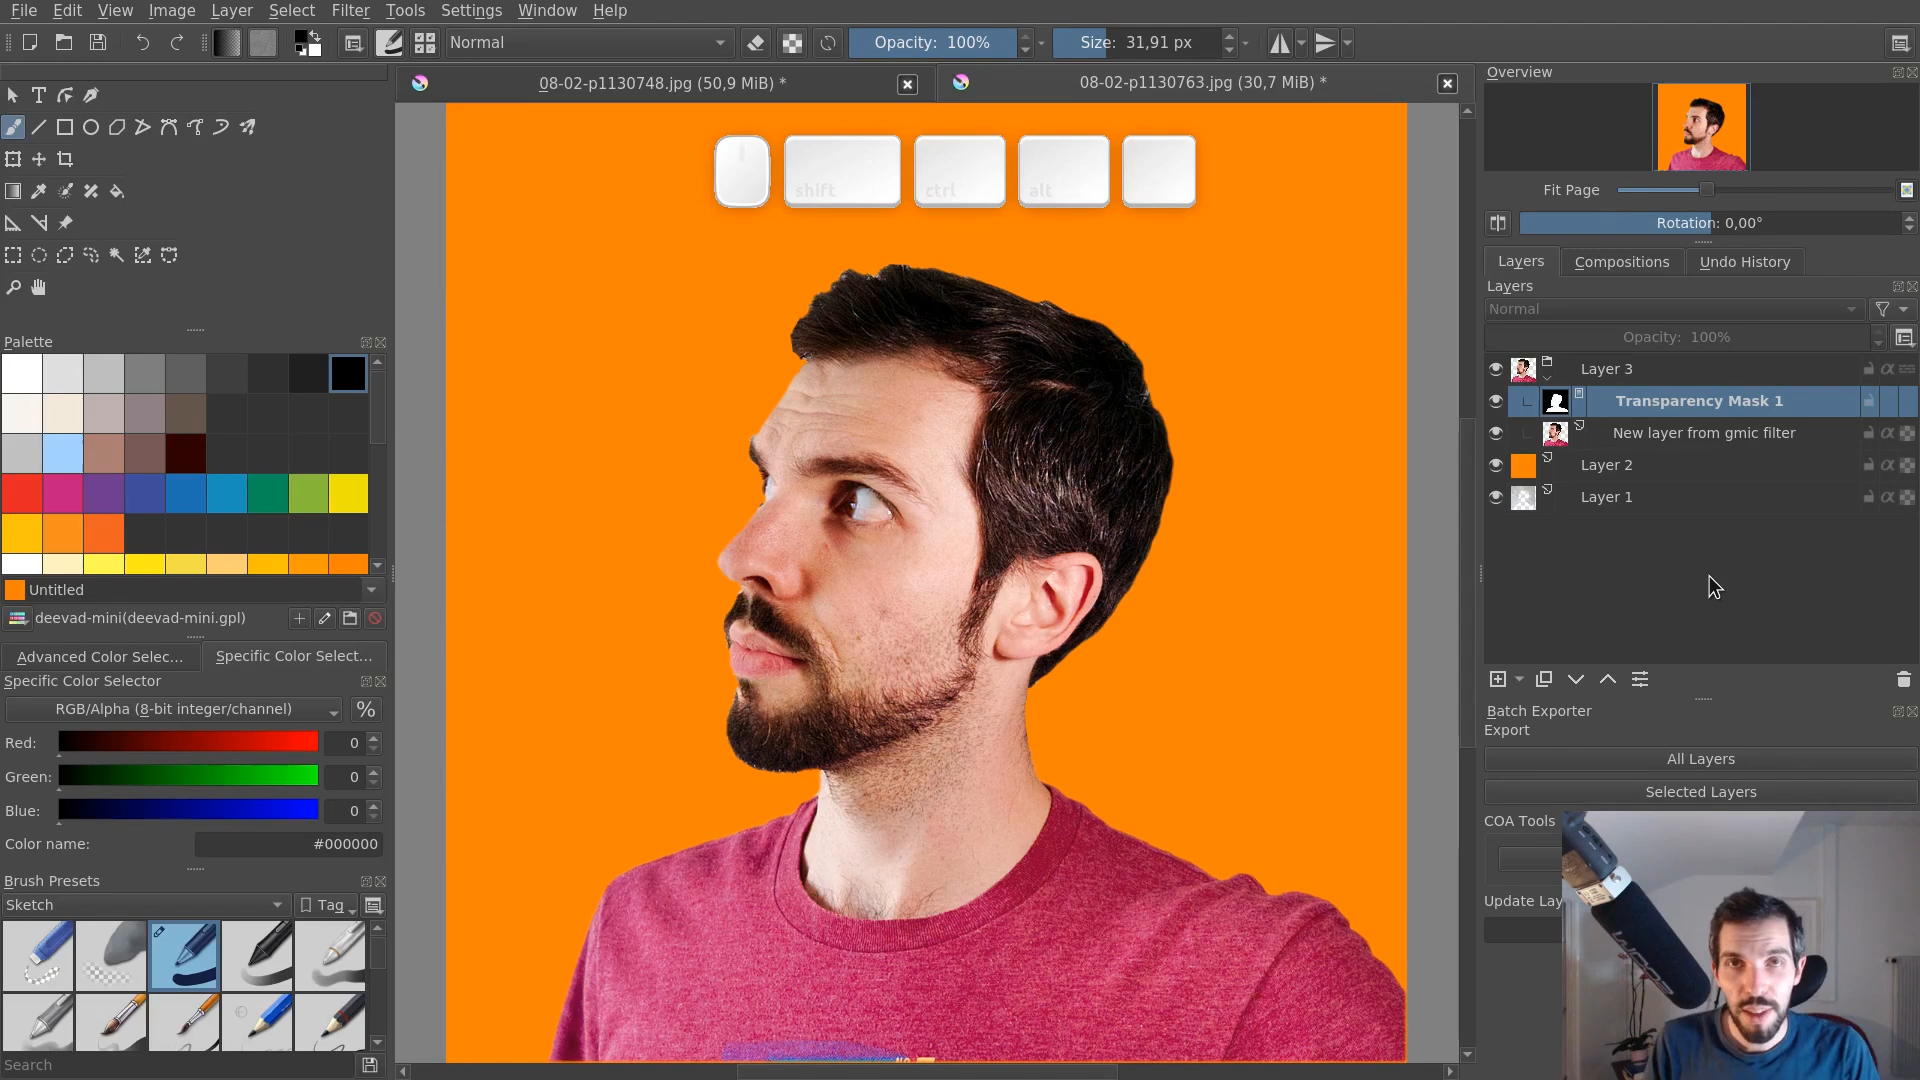 File Edit View Image Layer Select Filter Tools Settings Window Help
Normal
Opacity: 100%
Size: 31,91 px
08-02-p1130748.jpg (50,9 MiB) *
08-02-p1130763.jpg (30,7 MiB) *
shift
ctrl
alt
Palette
Untitled
deevad-mini(deevad-mini.gpl)
Advanced Color Selec...
Specific Color Select...
Specific Color Selector
RGB/Alpha (8-bit integer/channel)
%
Red: 0
Green: 0
Blue: 0
Color name: #000000
Brush Presets
Sketch
Tag
Search
Overview
Fit Page
Rotation: 0,00°
Layers
Compositions
Undo History
Layers
Normal
Opacity: 100%
Layer 3
Transparency Mask 1
New layer from gmic filter
Layer 2
Layer 1
Batch Exporter
Export
All Layers
Selected Layers
COA Tools
Update Lay